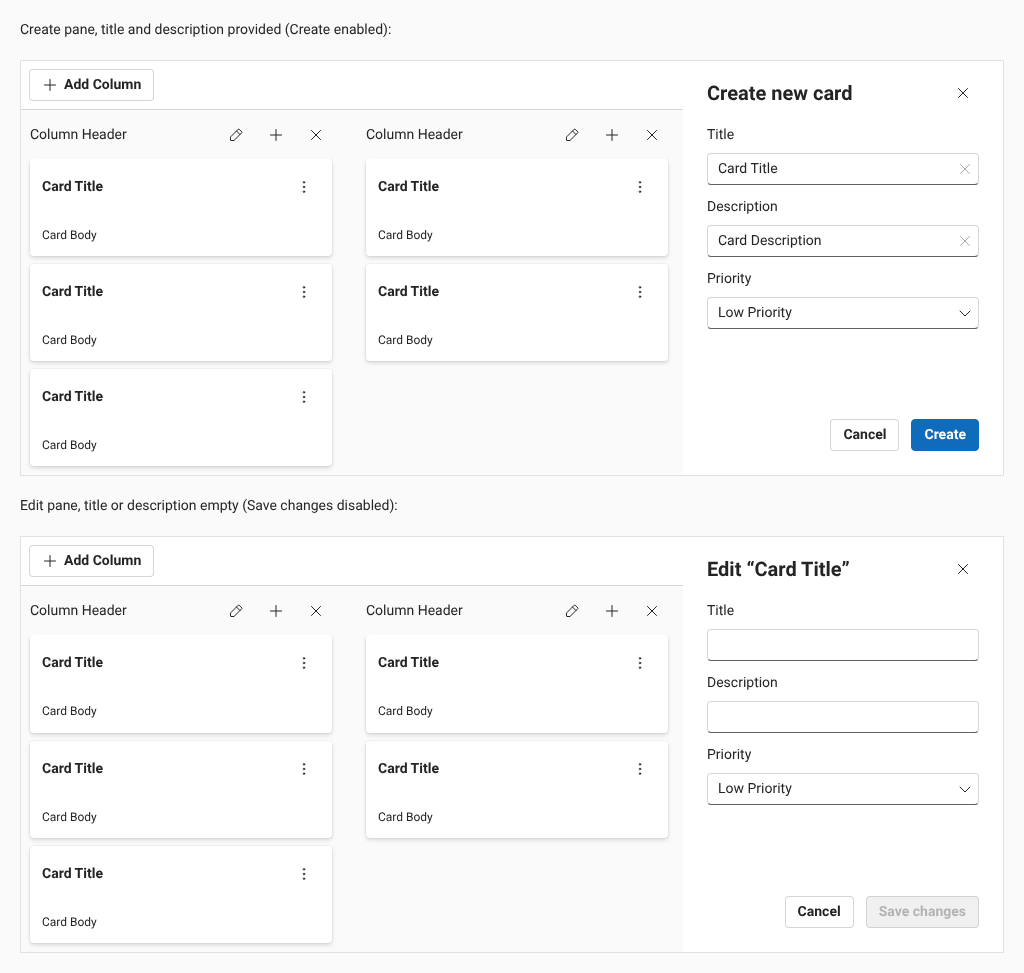 Create pane, title and description provided (Create enabled):
Add Column
Column Header
Card Title
Card Body
Card Title
Card Body
Card Title
Card Body
Column Header
Card Title
Card Body
Card Title
Card Body
Create new card
Title
Card Title
Description
Card Description
Priority
Low Priority
Cancel
Create
Edit pane, title or description empty (Save changes disabled):
Add Column
Column Header
Card Title
Card Body
Card Title
Card Body
Card Title
Card Body
Column Header
Card Title
Card Body
Card Title
Card Body
Edit “Card Title”
Title
Description
Priority
Low Priority
Cancel
Save changes